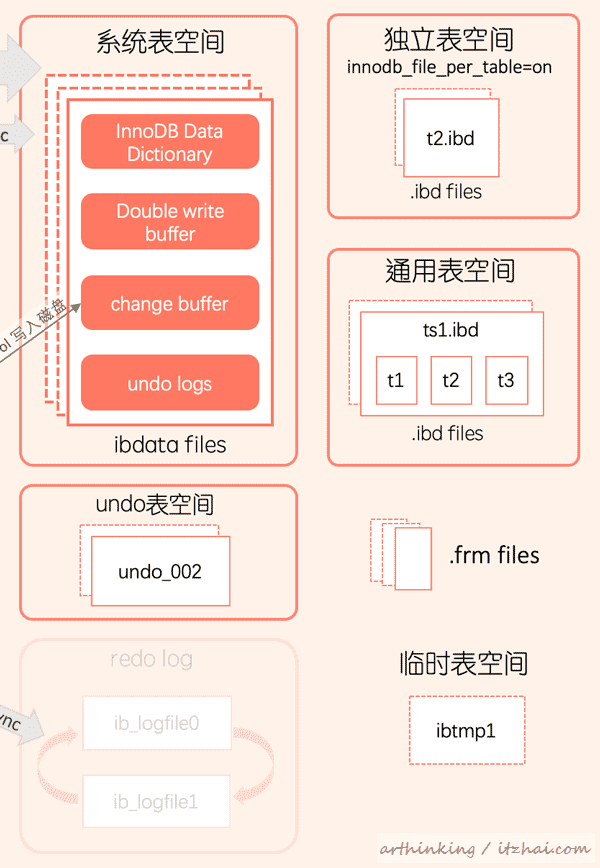 系统表空间
InnoDB Data
Dictionary
Double write
buffer
change buffer
undo logs
ibdata files
c
ol 写入磁盘
独立表空间
innodb_file_per_table=on
t2.ibd
.ibd files
通用表空间
ts1.ibd
t1 t2 t3
.ibd files
undo表空间
undo_002
.frm files
redo log
ib_logfile0
ib_logfile1
ync
临时表空间
ibtmp1
arthinking / itzhai.com